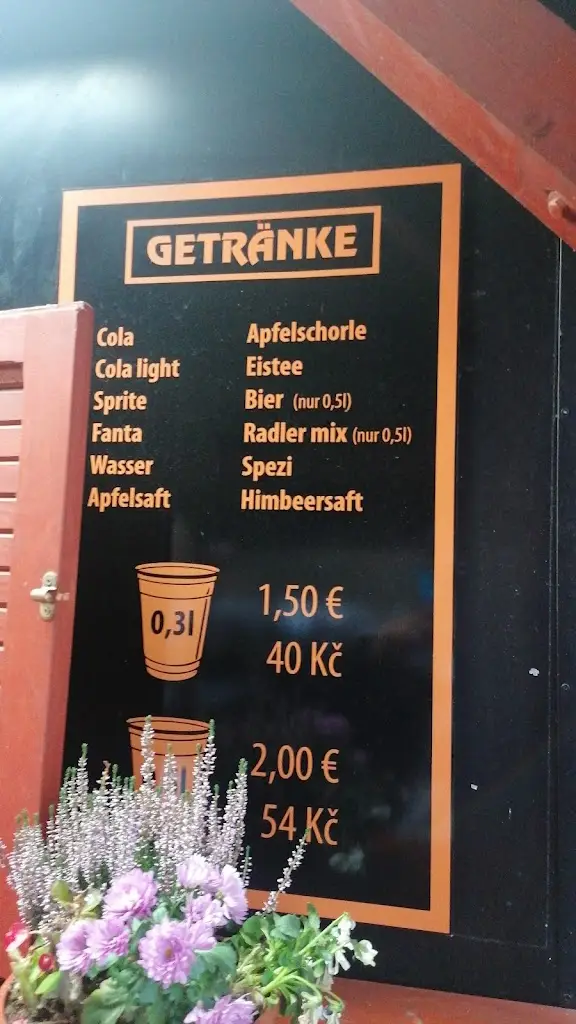 GETRÄNKE
Cola
Cola light
Sprite
Fanta
Wasser
Apfelsaft
Apfelschorle
Eistee
Bier (nur 0,5l)
Radler mix (nur 0,5l)
Spezi
Himbeersaft
0,3l
1,50 €
40 Kč
2,00 €
54 Kč